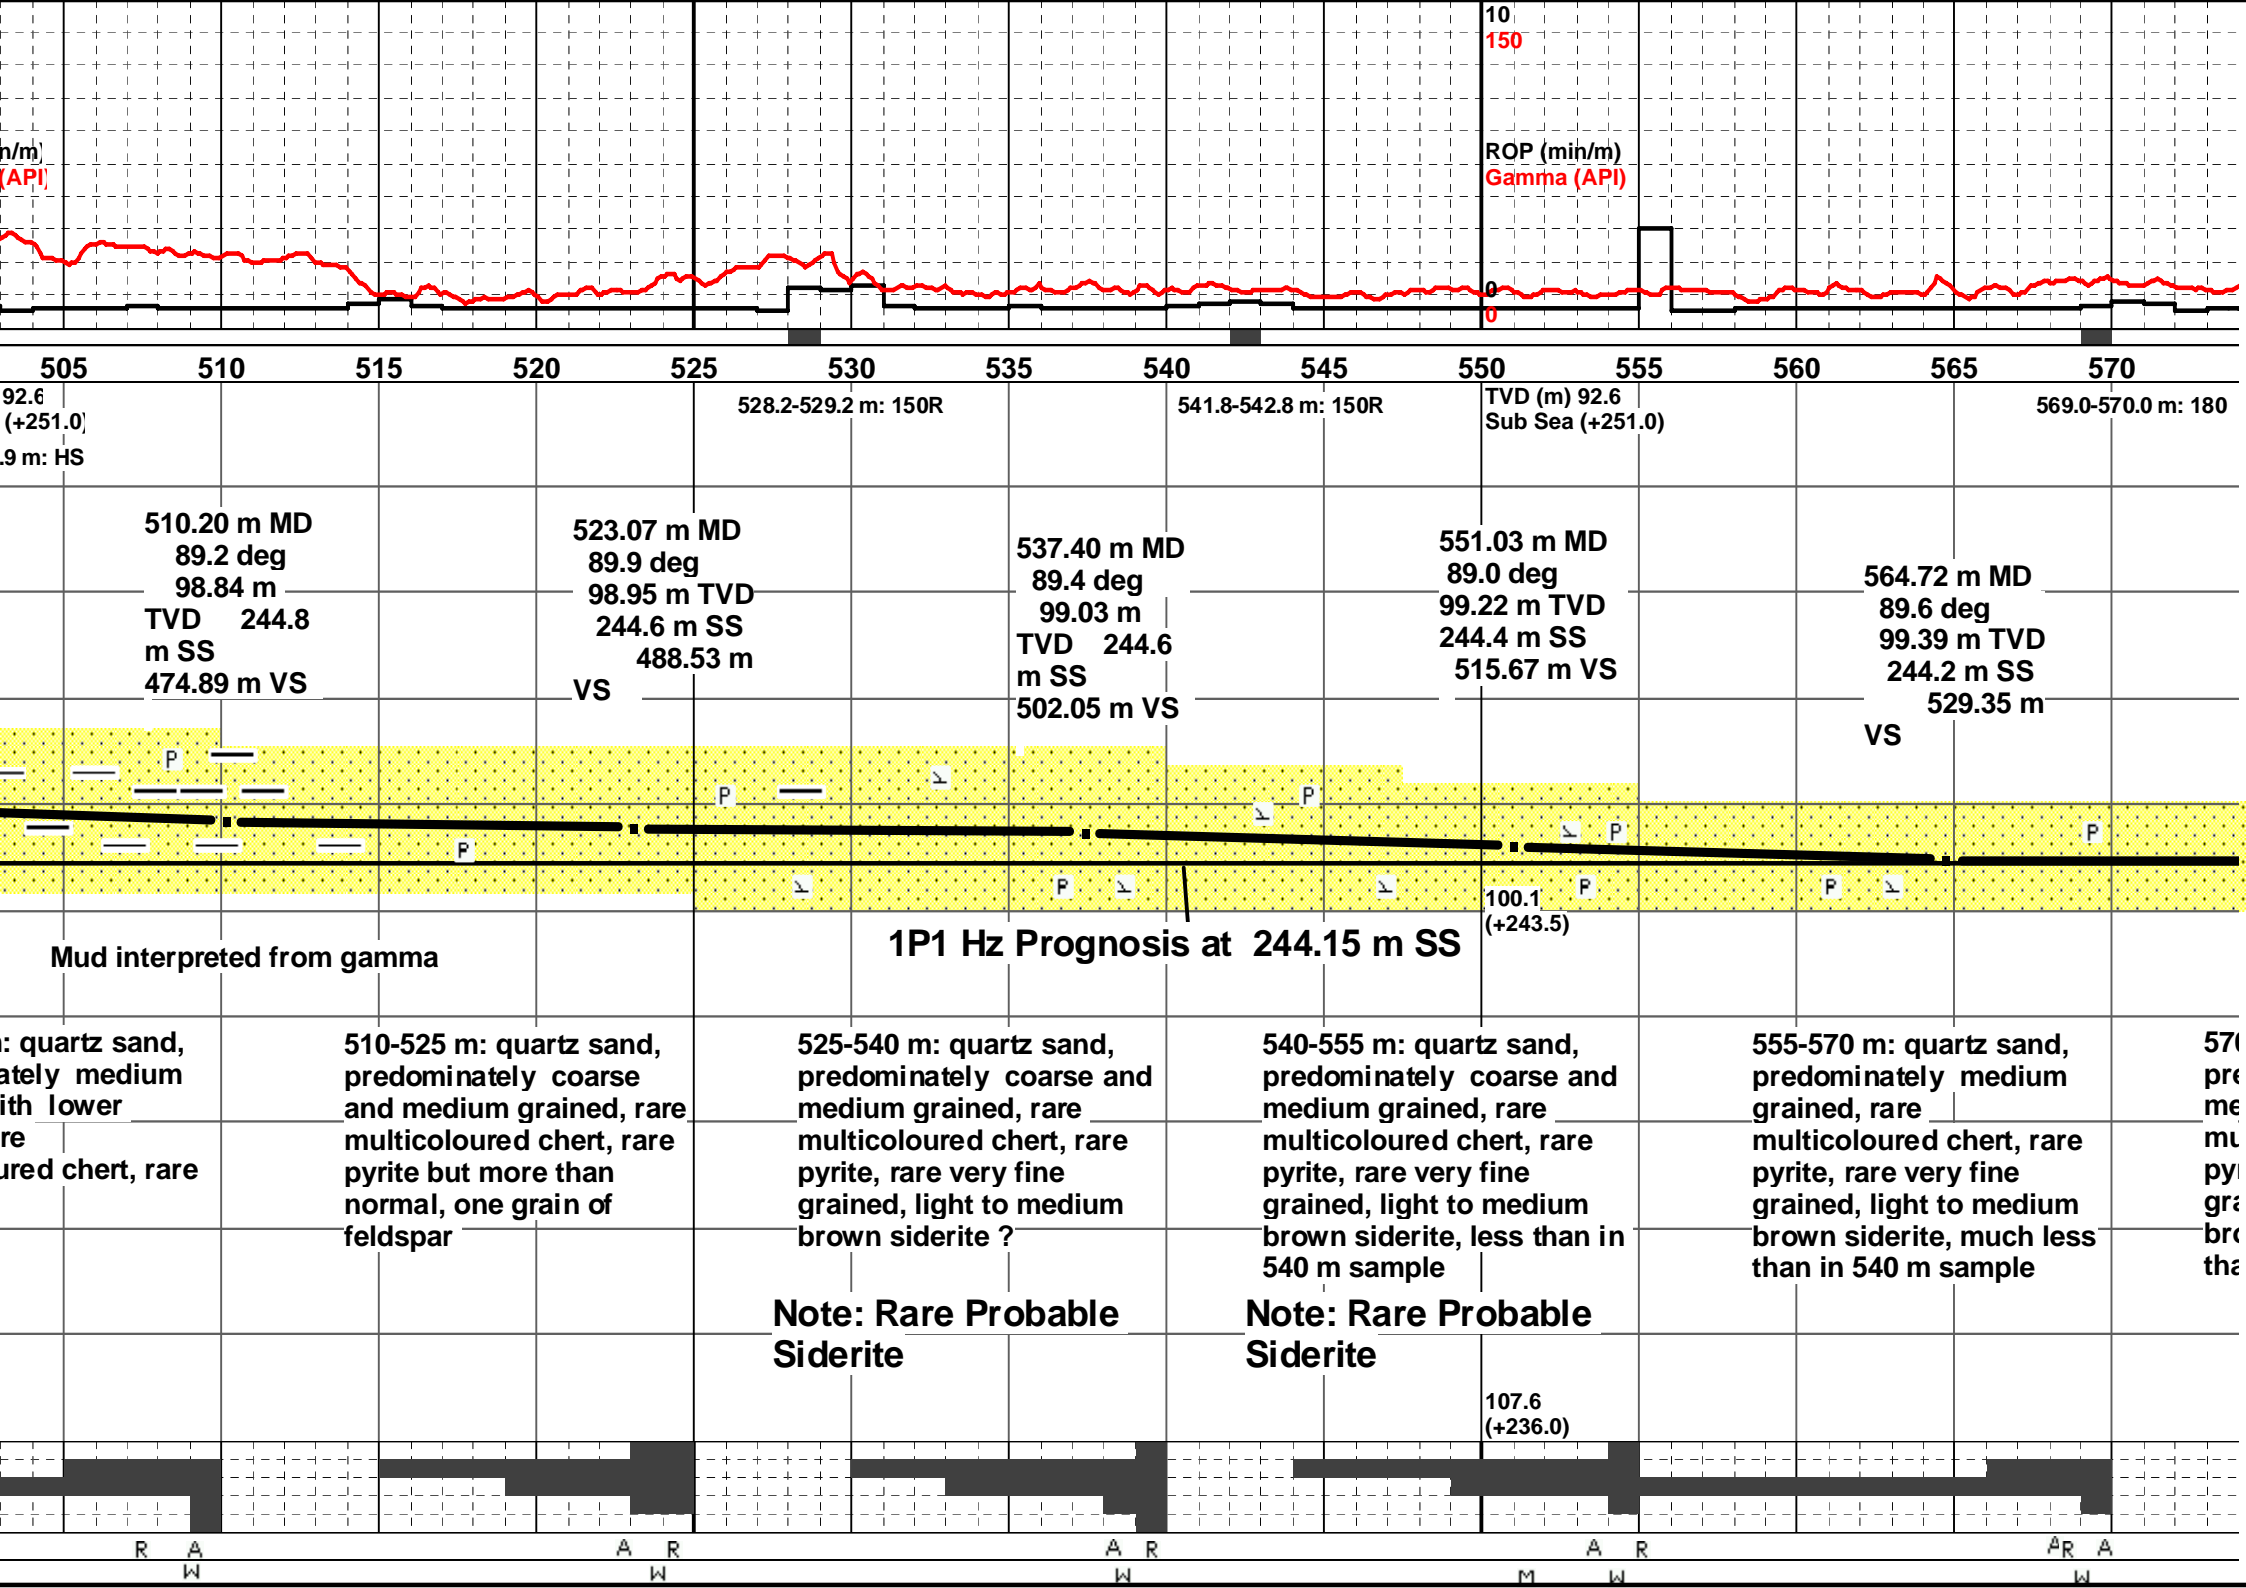 10
150
n/m)
(API)
ROP (min/m)
Gamma (API)
0
0
505 510 515 520 525 530 535 540 545 550 555 560 565 570
92.6
(+251.0)
.9 m: HS
528.2-529.2 m: 150R
541.8-542.8 m: 150R
TVD (m) 92.6
Sub Sea (+251.0)
569.0-570.0 m: 180
510.20 m MD
89.2 deg
98.84 m
TVD 244.8
m SS
474.89 m VS
523.07 m MD
89.9 deg
98.95 m TVD
244.6 m SS
488.53 m
VS
537.40 m MD
89.4 deg
99.03 m
TVD 244.6
m SS
502.05 m VS
551.03 m MD
89.0 deg
99.22 m TVD
244.4 m SS
515.67 m VS
564.72 m MD
89.6 deg
99.39 m TVD
244.2 m SS
529.35 m
VS
P
P
P
P
P
P
P
P
P
100.1
(+243.5)
Mud interpreted from gamma
1P1 Hz Prognosis at 244.15 m SS
: quartz sand,
ately medium
ith lower
re
ured chert, rare
510-525 m: quartz sand,
predominately coarse
and medium grained, rare
multicoloured chert, rare
pyrite but more than
normal, one grain of
feldspar
525-540 m: quartz sand,
predominately coarse and
medium grained, rare
multicoloured chert, rare
pyrite, rare very fine
grained, light to medium
brown siderite ?
Note: Rare Probable
Siderite
540-555 m: quartz sand,
predominately coarse and
medium grained, rare
multicoloured chert, rare
pyrite, rare very fine
grained, light to medium
brown siderite, less than in
540 m sample
Note: Rare Probable
Siderite
555-570 m: quartz sand,
predominately medium
grained, rare
multicoloured chert, rare
pyrite, rare very fine
grained, light to medium
brown siderite, much less
than in 540 m sample
570
pre
me
mu
pyr
gra
bro
tha
107.6
(+236.0)
R A A R A R A R A R A
W W W M W W